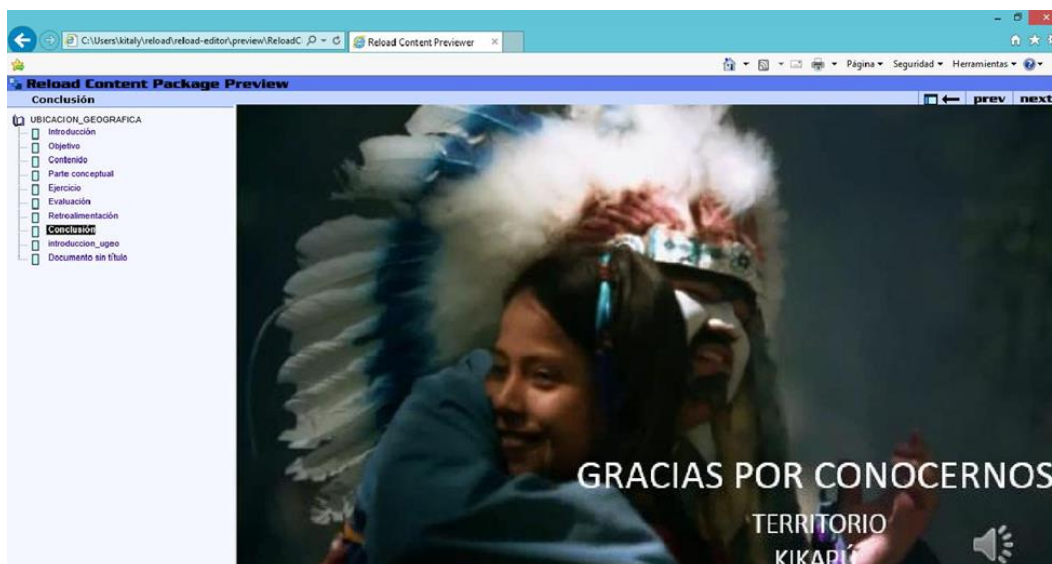 C:\Users\kitaly\reload\reload-editor\preview\ReloadC
Reload Content Previewer
Página
Seguridad
Herramientas
Reload Content Package Preview
Conclusión
prev next
UBICACION_GEOGRAFICA
Introducción
Objetivo
Contenido
Parte conceptual
Ejercicio
Evaluación
Retroalimentación
Conclusión
introduccion_ugeo
Documento sin título
GRACIAS POR CONOCERNOS
TERRITORIO
KIKAPÚ